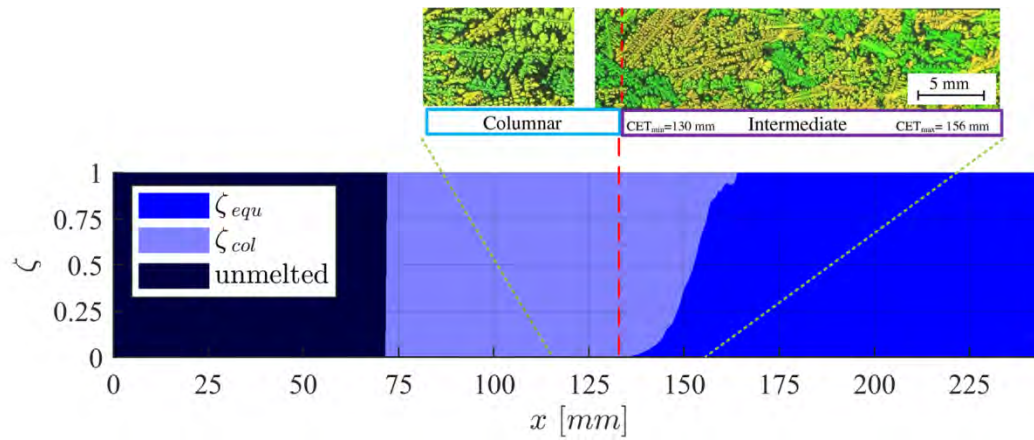 5 mm
Columnar
CETmin=130 mm
Intermediate
CETmax= 156 mm
1
0.75
0.5
0.25
0
ζ
ζequ
ζcol
unmelted
0 25 50 75 100 125 150 175 200 225
x [mm]